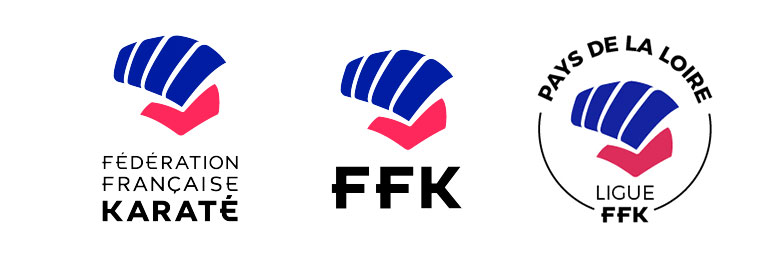 FÉDÉRATION
FRANÇAISE
KARATÉ
FFK
PAYS DE LA LOIRE
LIGUE
FFK